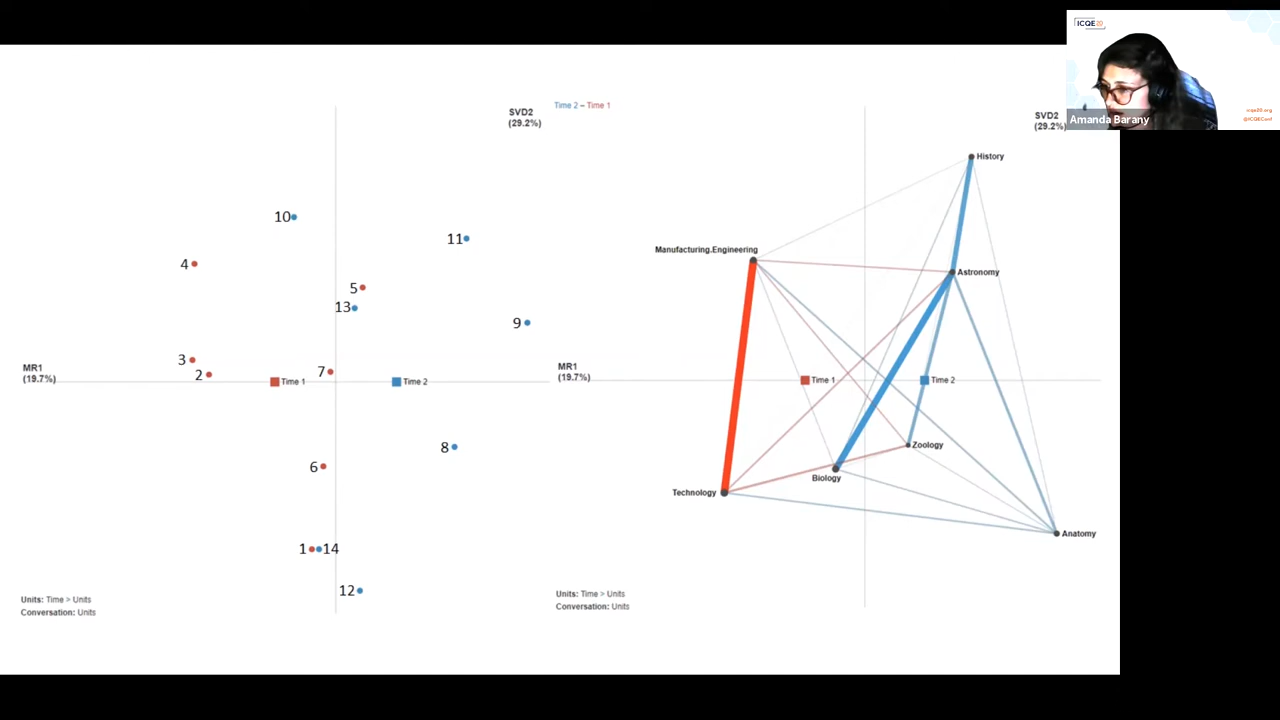 ICQE20
Amanda Barany
icqe20.org
@ICQEConf
SVD2
(29.2%)
10
11
4
5
13
9
3
2
7
MR1
(19.7%)
Time 1
Time 2
8
6
1
14
12
Units: Time > Units
Conversation: Units
Time 2 – Time 1
SVD2
(29.2%)
History
Manufacturing.Engineering
Astronomy
MR1
(19.7%)
Time 1
Time 2
Zoology
Biology
Technology
Anatomy
Units: Time > Units
Conversation: Units